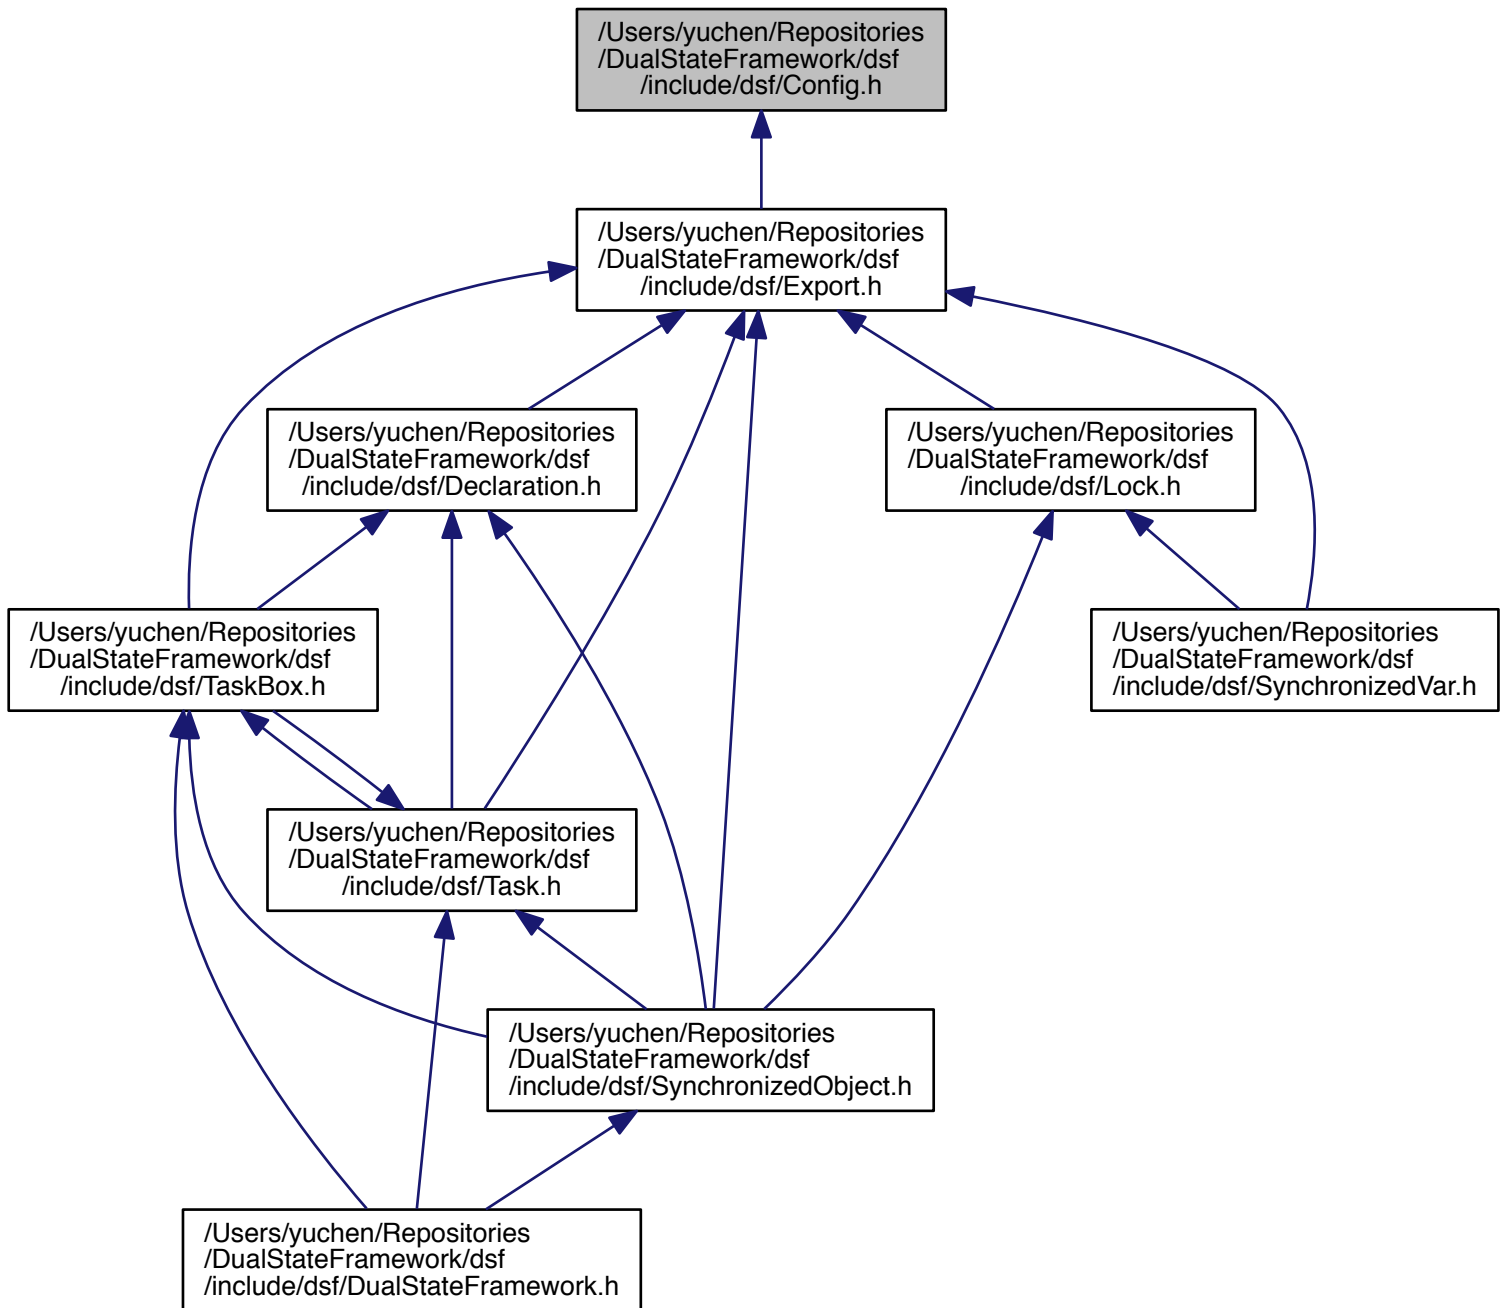 /Users/yuchen/Repositories
/DualStateFramework/dsf
/include/dsf/Config.h
/Users/yuchen/Repositories
/DualStateFramework/dsf
/include/dsf/Export.h
/Users/yuchen/Repositories
/DualStateFramework/dsf
/include/dsf/Declaration.h
/Users/yuchen/Repositories
/DualStateFramework/dsf
/include/dsf/Lock.h
/Users/yuchen/Repositories
/DualStateFramework/dsf
/include/dsf/TaskBox.h
/Users/yuchen/Repositories
/DualStateFramework/dsf
/include/dsf/SynchronizedVar.h
/Users/yuchen/Repositories
/DualStateFramework/dsf
/include/dsf/Task.h
/Users/yuchen/Repositories
/DualStateFramework/dsf
/include/dsf/SynchronizedObject.h
/Users/yuchen/Repositories
/DualStateFramework/dsf
/include/dsf/DualStateFramework.h